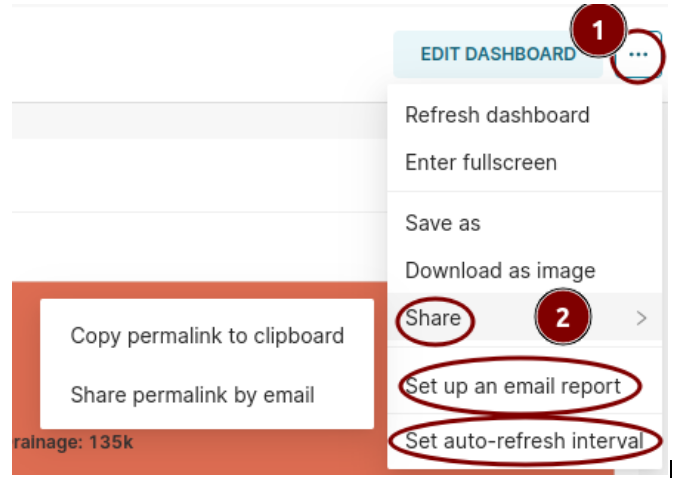 1
EDIT DASHBOARD ...
Refresh dashboard
Enter fullscreen
Save as
Download as image
Share 2 >
Copy permalink to clipboard
Share permalink by email
Set up an email report
Set auto-refresh interval
rainage: 135k